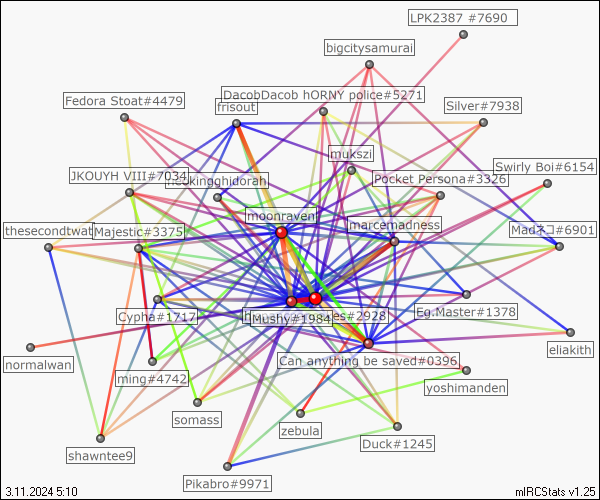 LPK2387 #7690
bigcitysamurai
DacobDacob hORNY police#5271
Fedora Stoat#4479
frisout
Silver#7938
mukszi
Swirly Boi#6154
JKOUYH VIII#7034
Pocket Persona#3326
moonraven
marcemadness
thesecondtwat
Majestic#3375
Madネコ#6901
Cypha#1717
Mushy#1984
#2928
Eg.Master#1378
eliakith
normalwan
ming#4742
Can anything be saved#0396
yoshimanden
somass
zebula
Duck#1245
shawntee9
Pikabro#9971
3.11.2024 5:10
mIRCStats v1.25